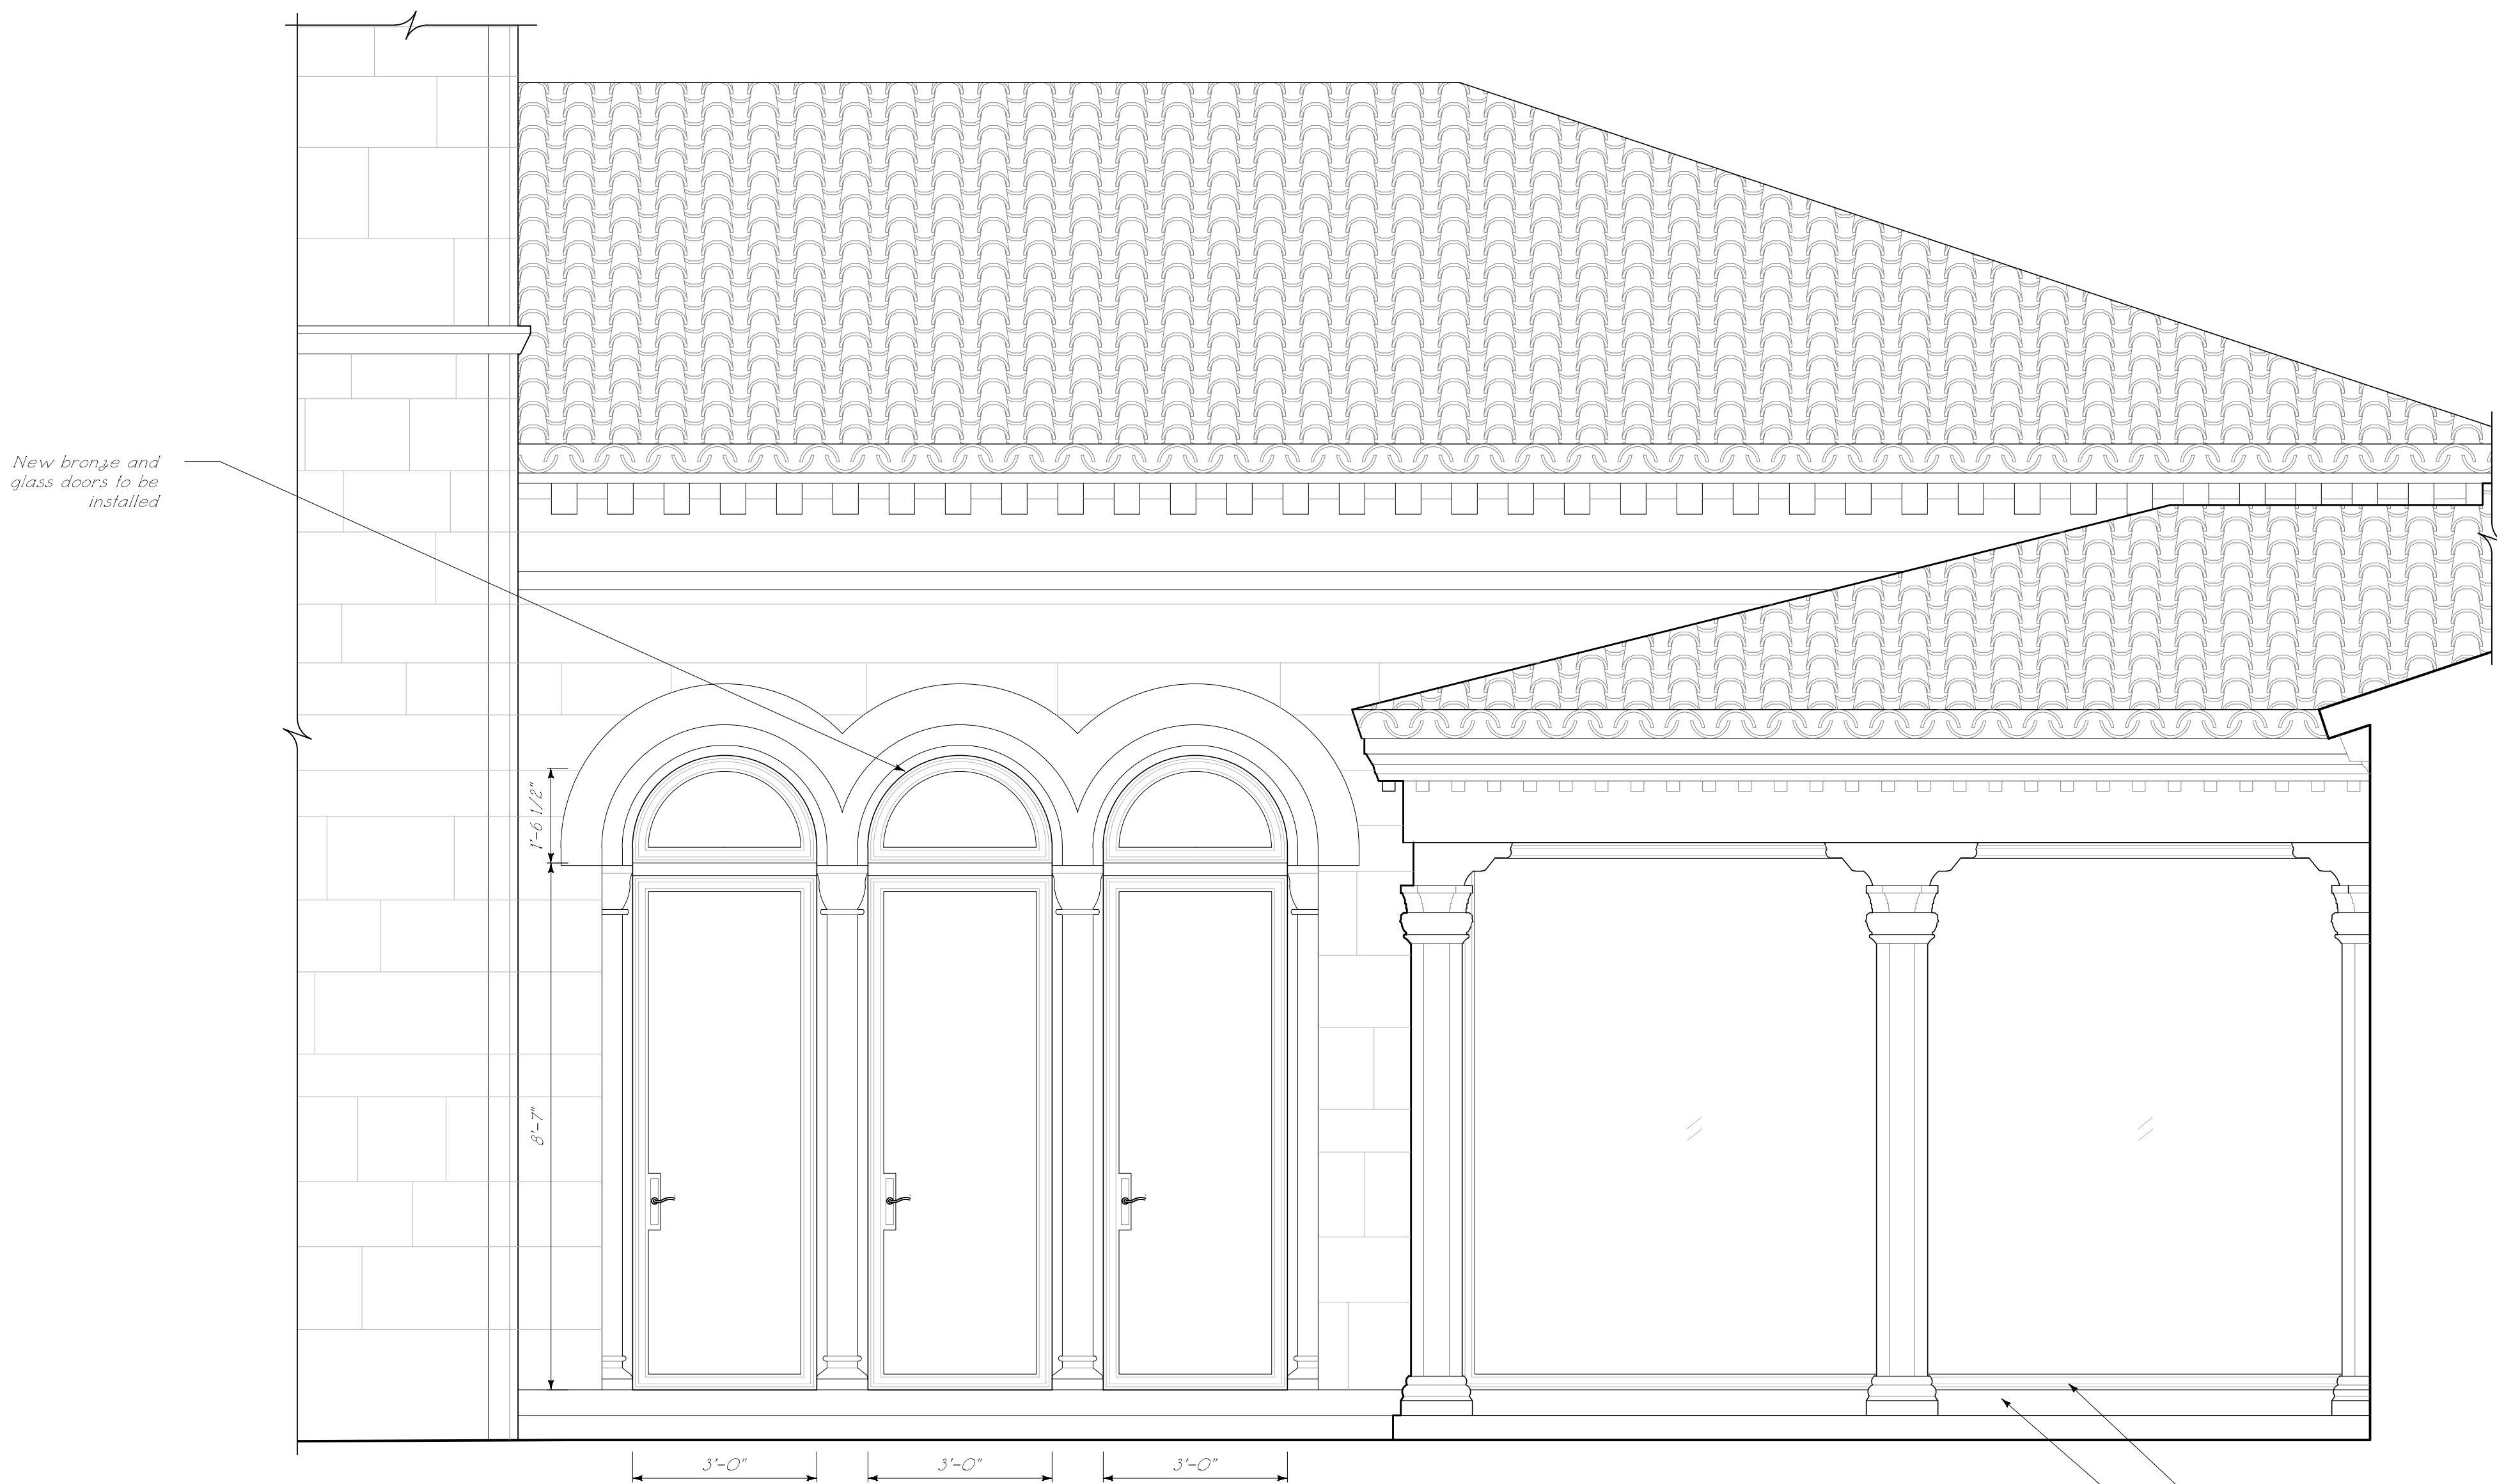 New bronze and
glass doors to be
installed
1'-6 1/2"
8'-7"
3'-0"
3'-0"
3'-0"